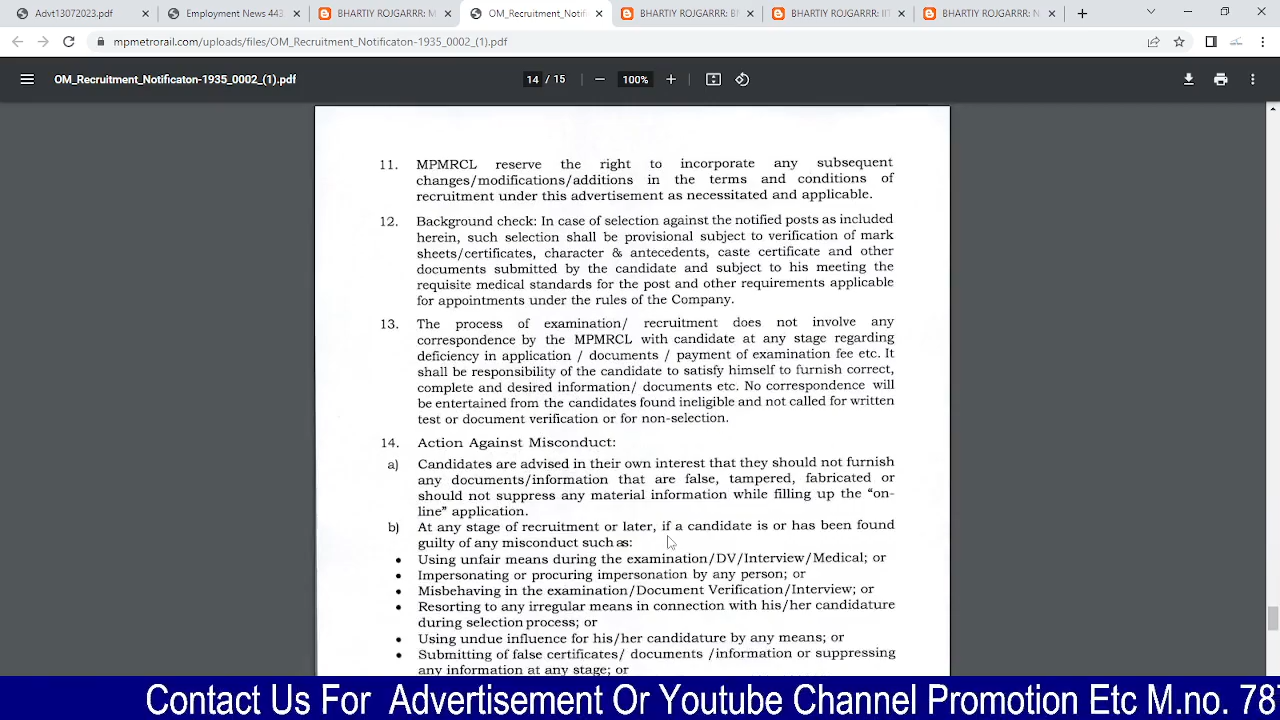 Advt13072023.pdf
Employment News 443
BHARTIY ROJGARRR: M
OM_Recruitment_Notifi
BHARTIY ROJGARRR: BN
BHARTIY ROJGARRR: IIT
BHARTIY ROJGARRR: N
mpmetrorail.com/uploads/files/OM_Recruitment_Notificaton-1935_0002_(1).pdf
OM_Recruitment_Notificaton-1935_0002_(1).pdf
14 / 15
100%
11. MPMRCL reserve the right to incorporate any subsequent
changes/modifications/additions in the terms and conditions of
recruitment under this advertisement as necessitated and applicable.
12. Background check: In case of selection against the notified posts as included
herein, such selection shall be provisional subject to verification of mark
sheets/certificates, character & antecedents, caste certificate and other
documents submitted by the candidate and subject to his meeting the
requisite medical standards for the post and other requirements applicable
for appointments under the rules of the Company.
13. The process of examination/ recruitment does not involve any
correspondence by the MPMRCL with candidate at any stage regarding
deficiency in application / documents / payment of examination fee etc. It
shall be responsibility of the candidate to satisfy himself to furnish correct,
complete and desired information/ documents etc. No correspondence will
be entertained from the candidates found ineligible and not called for written
test or document verification or for non-selection.
14. Action Against Misconduct:
a) Candidates are advised in their own interest that they should not furnish
any documents/information that are false, tampered, fabricated or
should not suppress any material information while filling up the “on-
line” application.
b) At any stage of recruitment or later, if a candidate is or has been found
guilty of any misconduct such as:
• Using unfair means during the examination/DV/Interview/Medical; or
• Impersonating or procuring impersonation by any person; or
• Misbehaving in the examination/Document Verification/Interview; or
• Resorting to any irregular means in connection with his/her candidature
during selection process; or
• Using undue influence for his/her candidature by any means; or
• Submitting of false certificates/ documents /information or suppressing
any information at any stage; or
Contact Us For Advertisement Or Youtube Channel Promotion Etc M.no. 787